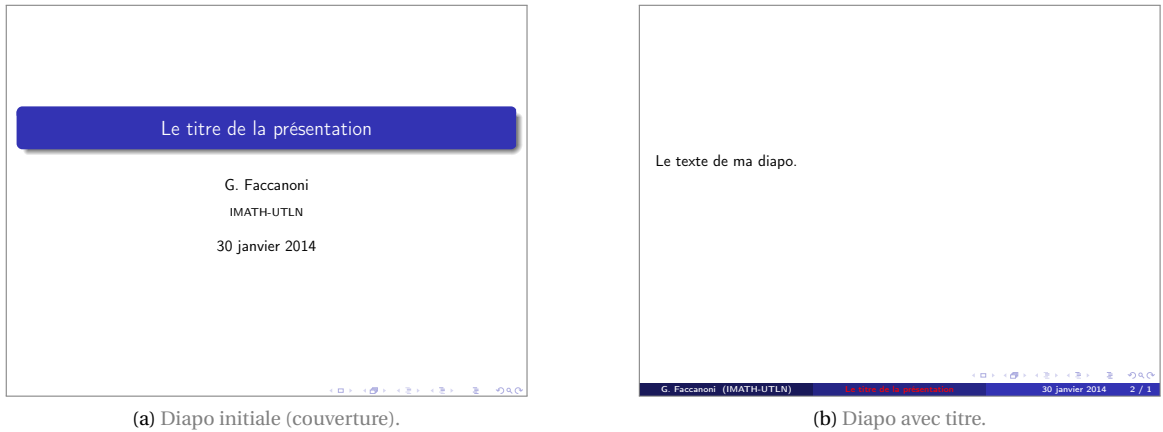 Le titre de la présentation
G. Faccanoni
IMATH-UTLN
30 janvier 2014
(a) Diapo initiale (couverture).
Le texte de ma diapo.
G. Faccanoni (IMATH-UTLN) Le titre de la présentation 30 janvier 2014 2 / 1
(b) Diapo avec titre.